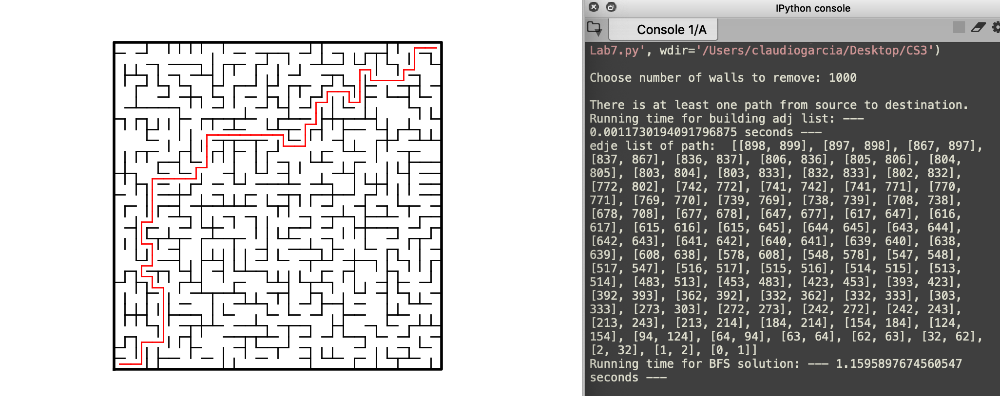 IPython console
Console 1/A
Lab7.py', wdir='/Users/claudiogarcia/Desktop/CS3')
Choose number of walls to remove: 1000
There is at least one path from source to destination.
Running time for building adj list: ---
0.0011730194091796875 seconds ---
edje list of path:  [[898, 899], [897, 898], [867, 897],
[837, 867], [836, 837], [806, 836], [805, 806], [804,
805], [803, 804], [803, 833], [832, 833], [802, 832],
[772, 802], [742, 772], [741, 742], [741, 771], [770,
771], [769, 770], [739, 769], [738, 739], [708, 738],
[678, 708], [677, 678], [647, 677], [617, 647], [616,
617], [615, 616], [615, 645], [644, 645], [643, 644],
[642, 643], [641, 642], [640, 641], [639, 640], [638,
639], [608, 638], [578, 608], [548, 578], [547, 548],
[517, 547], [516, 517], [515, 516], [514, 515], [513,
514], [483, 513], [453, 483], [423, 453], [393, 423],
[392, 393], [362, 392], [332, 362], [332, 333], [303,
333], [273, 303], [272, 273], [242, 272], [242, 243],
[213, 243], [213, 214], [184, 214], [154, 184], [124,
154], [94, 124], [64, 94], [63, 64], [62, 63], [32, 62],
[2, 32], [1, 2], [0, 1]]
Running time for BFS solution: --- 1.1595897674560547
seconds ---